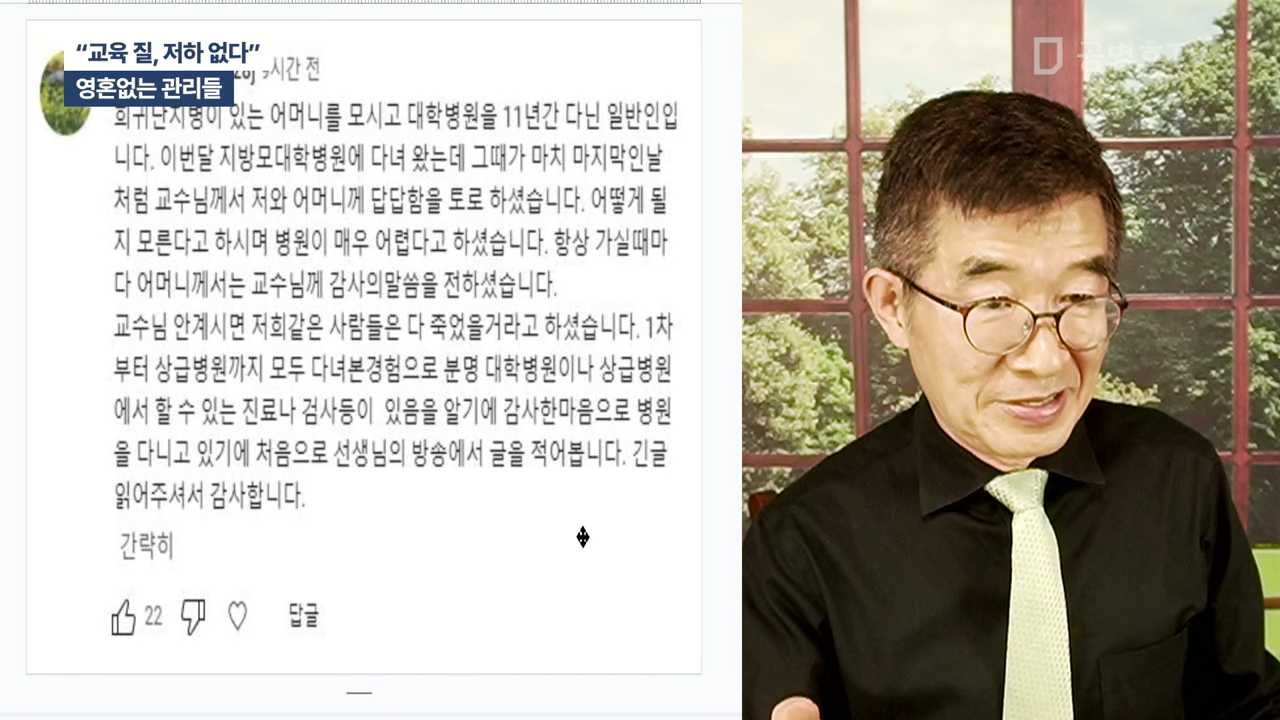 “교육 질, 저하 없다”
영혼없는 관리들
9시간 전
희귀난치병이 있는 어머니를 모시고 대학병원을 11년간 다닌 일반인입
니다. 이번달 지방모대학병원에 다녀 왔는데 그때가 마치 마지막인날
처럼 교수님께서 저와 어머니께 답답함을 토로 하셨습니다. 어떻게 될
지 모른다고 하시며 병원이 매우 어렵다고 하셨습니다. 항상 가실때마
다 어머니께서는 교수님께 감사의말씀을 전하셨습니다.
교수님 안계시면 저희같은 사람들은 다 죽었을거라고 하셨습니다. 1차
부터 상급병원까지 모두 다녀본경험으로 분명 대학병원이나 상급병원
에서 할 수 있는 진료나 검사등이 있음을 알기에 감사한마음으로 병원
을 다니고 있기에 처음으로 선생님의 방송에서 글을 적어봅니다. 긴글
읽어주셔서 감사합니다.
간략히
22 답글